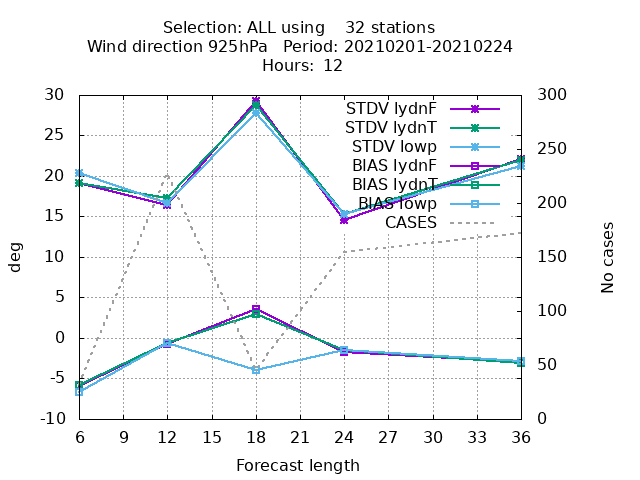 Selection: ALL using    32 stations
Wind direction 925hPa   Period: 20210201-20210224
Hours:  12
30
25
20
15
10
5
0
-5
-10
deg
300
250
200
150
100
50
0
No cases
STDV lydnF
STDV lydnT
STDV lowp
BIAS lydnF
BIAS lydnT
BIAS lowp
CASES
6 9 12 15 18 21 24 27 30 33 36
Forecast length